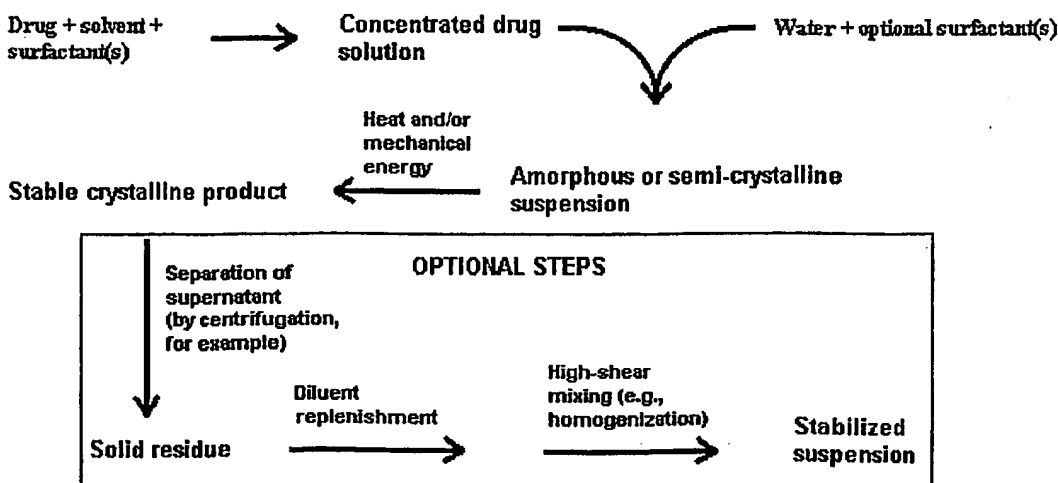 Drug + solvent +
surfactant(s)
Concentrated drug
solution
Water + optional surfactant(s)
Heat and/or
mechanical
energy
Stable crystalline product
Amorphous or semi-crystalline
suspension
OPTIONAL STEPS
Separation of
supernatant
(by centrifugation,
for example)
Solid residue
Diluent
replenishment
High-shear
mixing (e.g.,
homogenization)
Stabilized
suspension